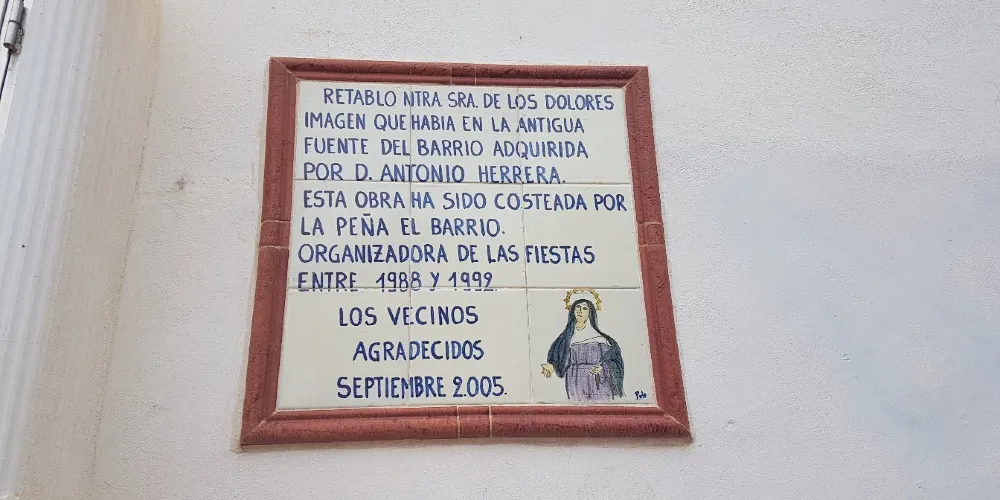 RETABLO NTRA SRA. DE LOS DOLORES
IMAGEN QUE HABIA EN LA ANTIGUA
FUENTE DEL BARRIO ADQUIRIDA
POR D. ANTONIO HERRERA.
ESTA OBRA HA SIDO COSTEADA POR
LA PEÑA EL BARRIO.
ORGANIZADORA DE LAS FIESTAS
ENTRE 1988 Y 1992.
LOS VECINOS
AGRADECIDOS
SEPTIEMBRE 2.005.